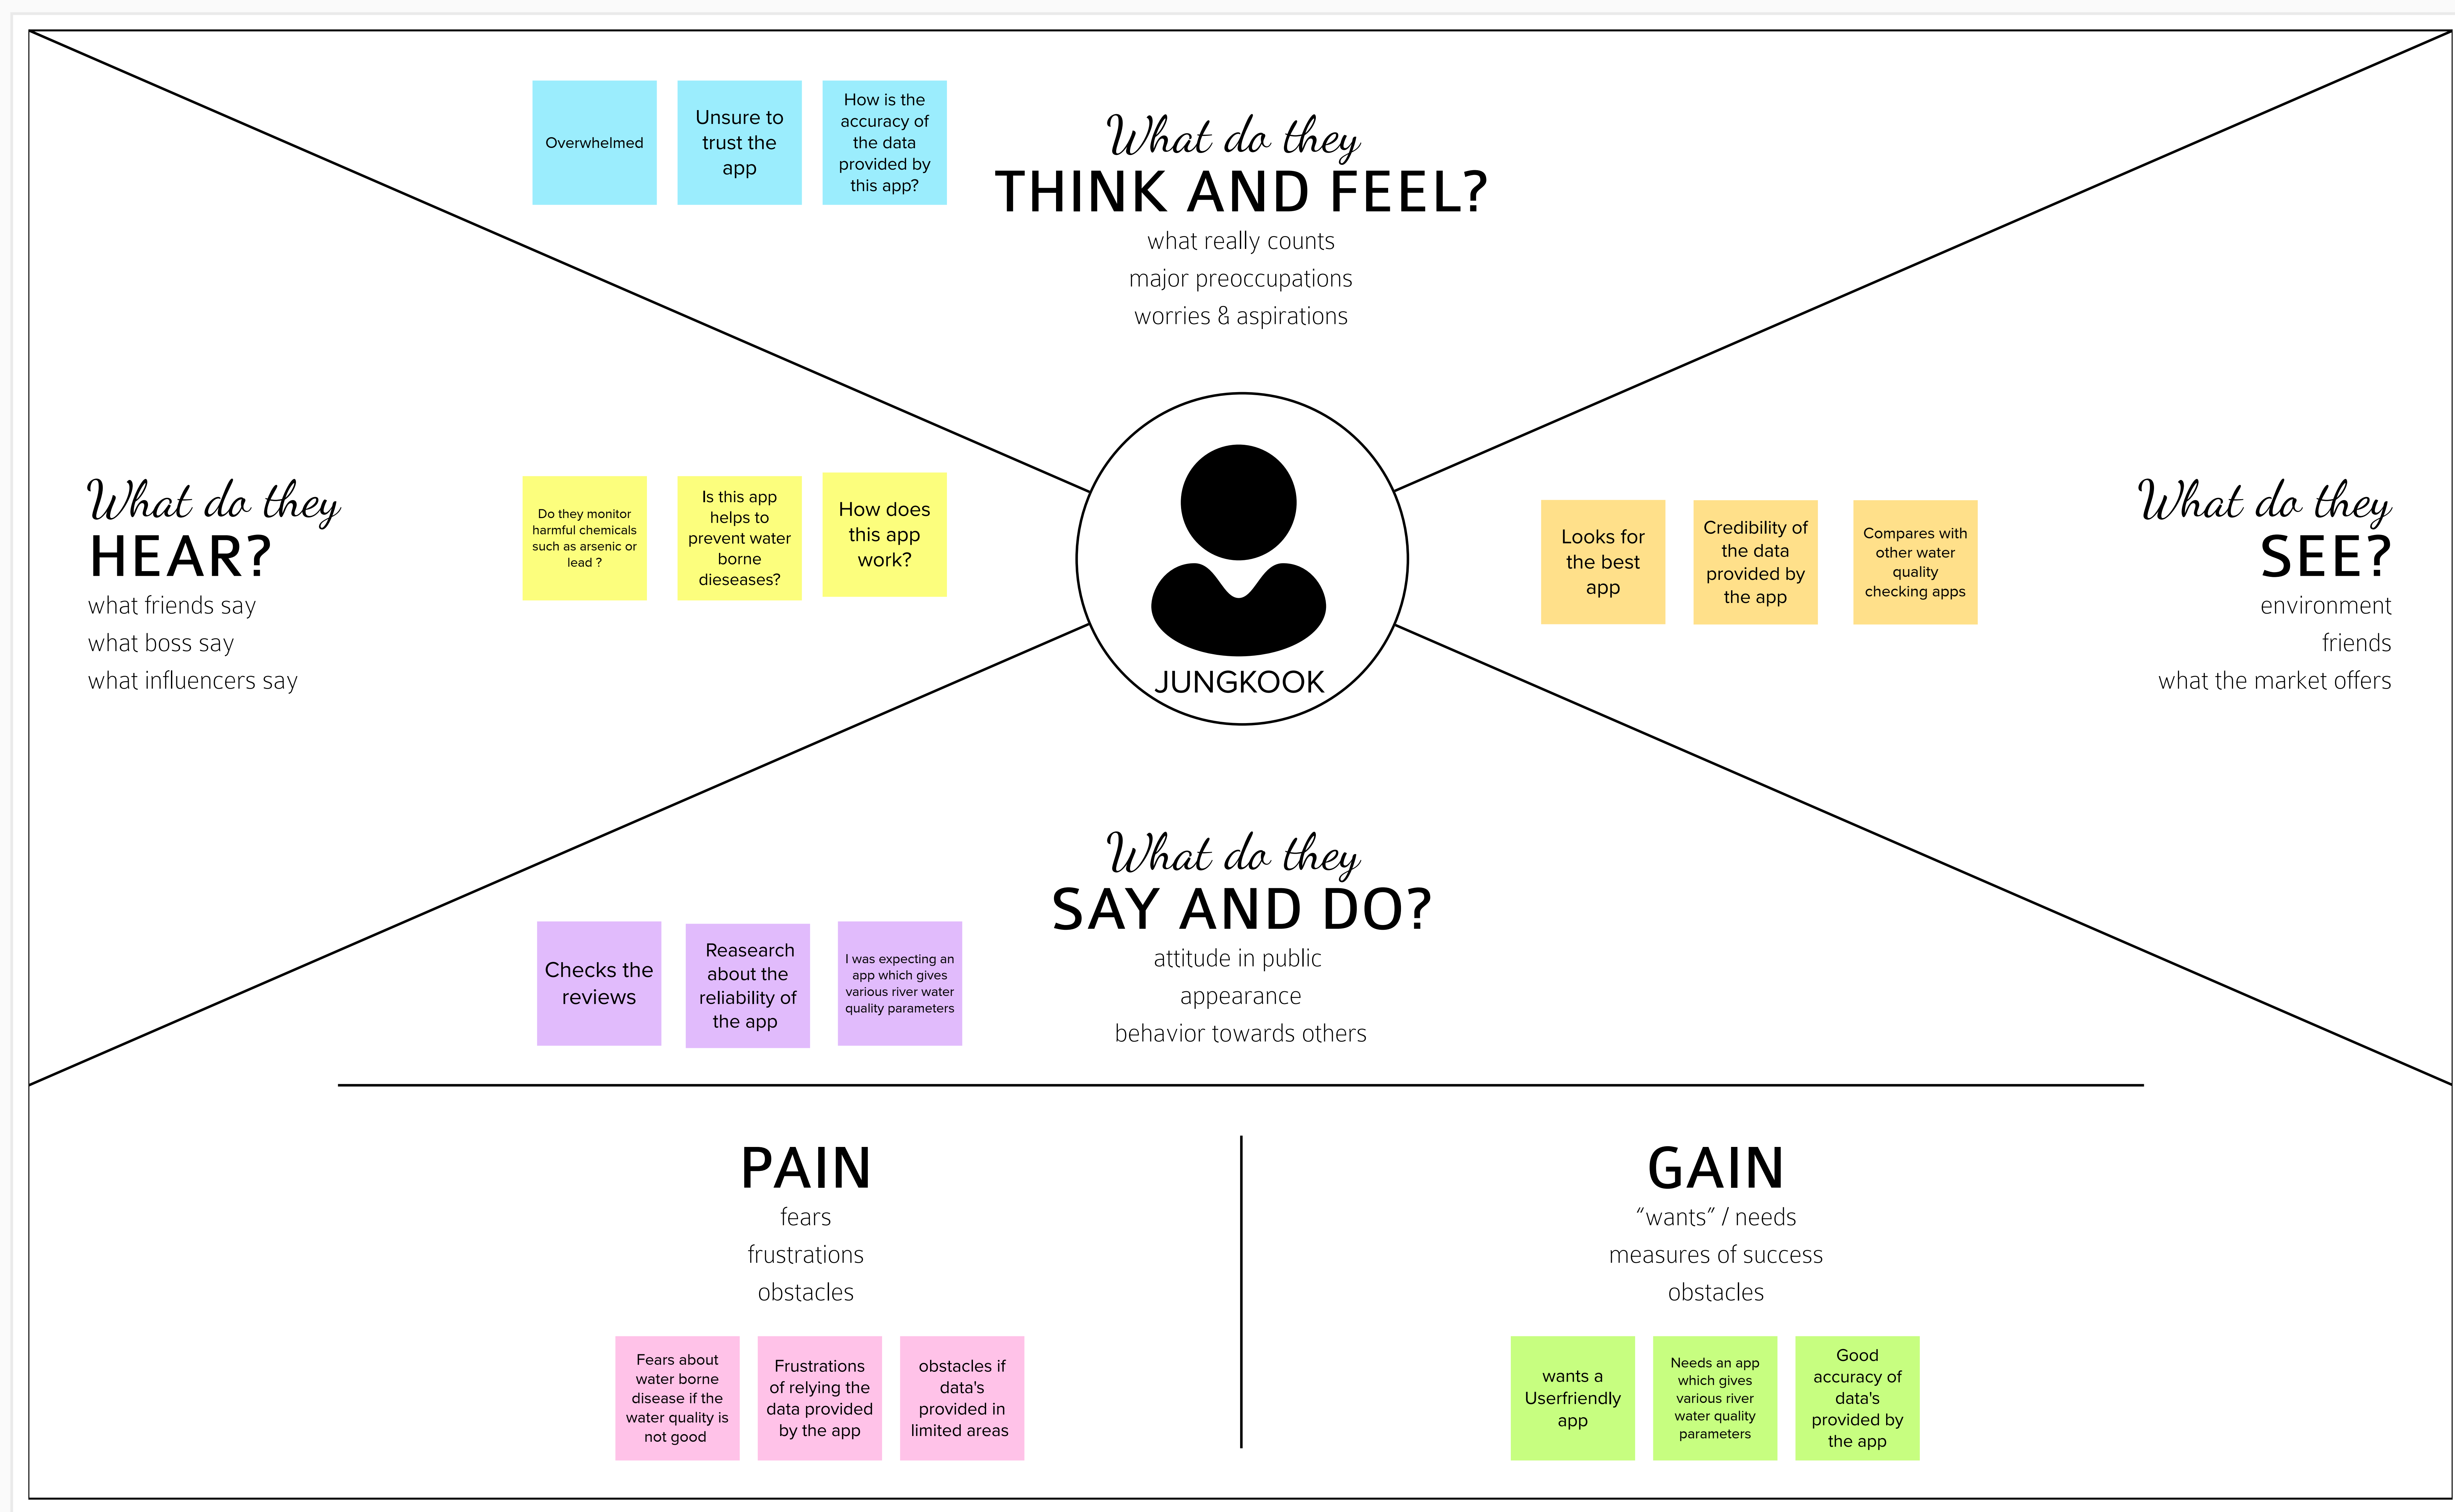 Overwhelmed
Unsure to
trust the
app
How is the
accuracy of
the data
provided by
this app?
What do they
THINK AND FEEL?
what really counts
major preoccupations
worries & aspirations
What do they
HEAR?
what friends say
what boss say
what influencers say
Do they monitor
harmful chemicals
such as arsenic or
lead ?
Is this app
helps to
prevent water
borne
dieseases?
How does
this app
work?
JUNGKOOK
Looks for
the best
app
Credibility of
the data
provided by
the app
Compares with
other water
quality
checking apps
What do they
SEE?
environment
friends
what the market offers
What do they
SAY AND DO?
attitude in public
appearance
behavior towards others
Checks the
reviews
Reasearch
about the
reliability of
the app
I was expecting an
app which gives
various river water
quality parameters
PAIN
fears
frustrations
obstacles
Fears about
water borne
disease if the
water quality is
not good
Frustrations
of relying the
data provided
by the app
obstacles if
data's
provided in
limited areas
GAIN
“wants” / needs
measures of success
obstacles
wants a
Userfriendly
app
Needs an app
which gives
various river
water quality
parameters
Good
accuracy of
data's
provided by
the app